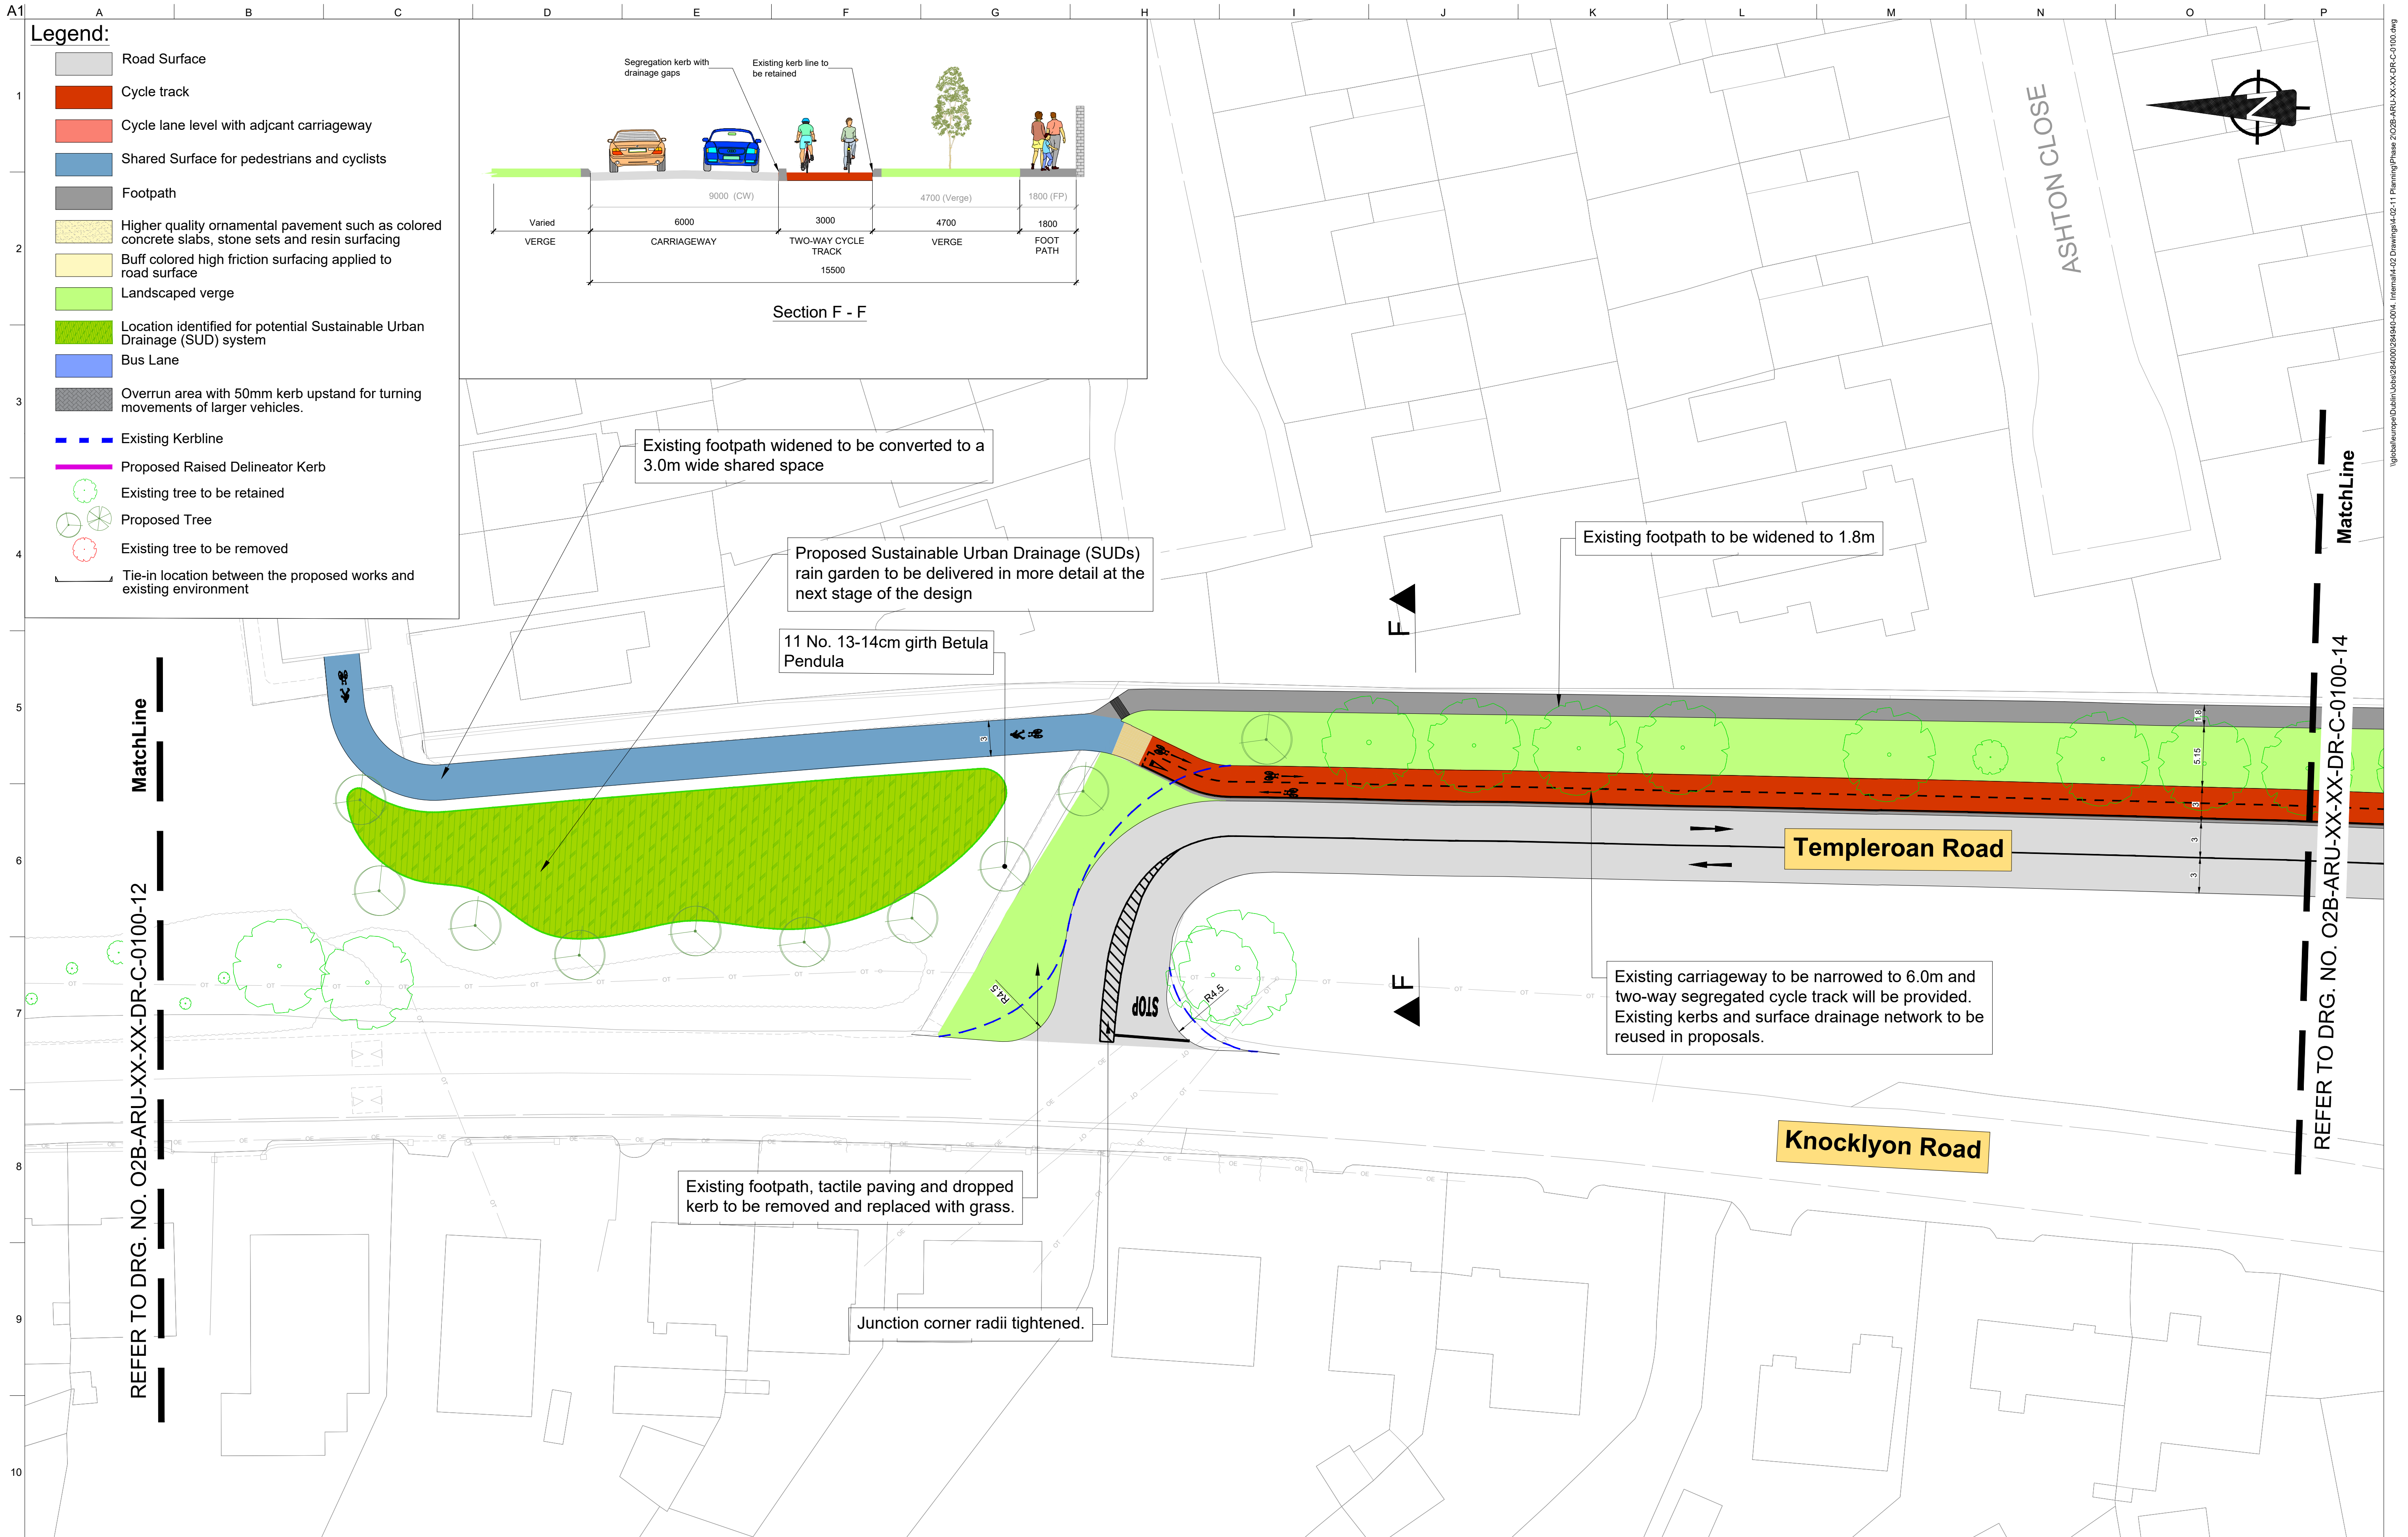 A1
A B C D E F G H I J K L M N O P
1
2
3
4
5
6
7
8
9
10
Legend:
Road Surface
Cycle track
Cycle lane level with adjcant carriageway
Shared Surface for pedestrians and cyclists
Footpath
Higher quality ornamental pavement such as colored
concrete slabs, stone sets and resin surfacing
Buff colored high friction surfacing applied to
road surface
Landscaped verge
Location identified for potential Sustainable Urban
Drainage (SUD) system
Bus Lane
Overrun area with 50mm kerb upstand for turning
movements of larger vehicles.
Existing Kerbline
Proposed Raised Delineator Kerb
Existing tree to be retained
Proposed Tree
Existing tree to be removed
Tie-in location between the proposed works and
existing environment
Segregation kerb with
drainage gaps
Existing kerb line to
be retained
9000 (CW)
4700 (Verge)
1800 (FP)
Varied
6000
3000
4700
1800
VERGE
CARRIAGEWAY
TWO-WAY CYCLE
TRACK
VERGE
FOOT
PATH
15500
Section F - F
ASHTON CLOSE
N
Existing footpath widened to be converted to a
3.0m wide shared space
Proposed Sustainable Urban Drainage (SUDs)
rain garden to be delivered in more detail at the
next stage of the design
11 No. 13-14cm girth Betula
Pendula
Existing footpath to be widened to 1.8m
F
F
3
1.8
5.15
3
3
3
Templeroan Road
R4.5
R4.5
STOP
Existing carriageway to be narrowed to 6.0m and
two-way segregated cycle track will be provided.
Existing kerbs and surface drainage network to be
reused in proposals.
Knocklyon Road
Existing footpath, tactile paving and dropped
kerb to be removed and replaced with grass.
Junction corner radii tightened.
MatchLine
REFER TO DRG. NO. O2B-ARU-XX-XX-DR-C-0100-12
MatchLine
REFER TO DRG. NO. O2B-ARU-XX-XX-DR-C-0100-14